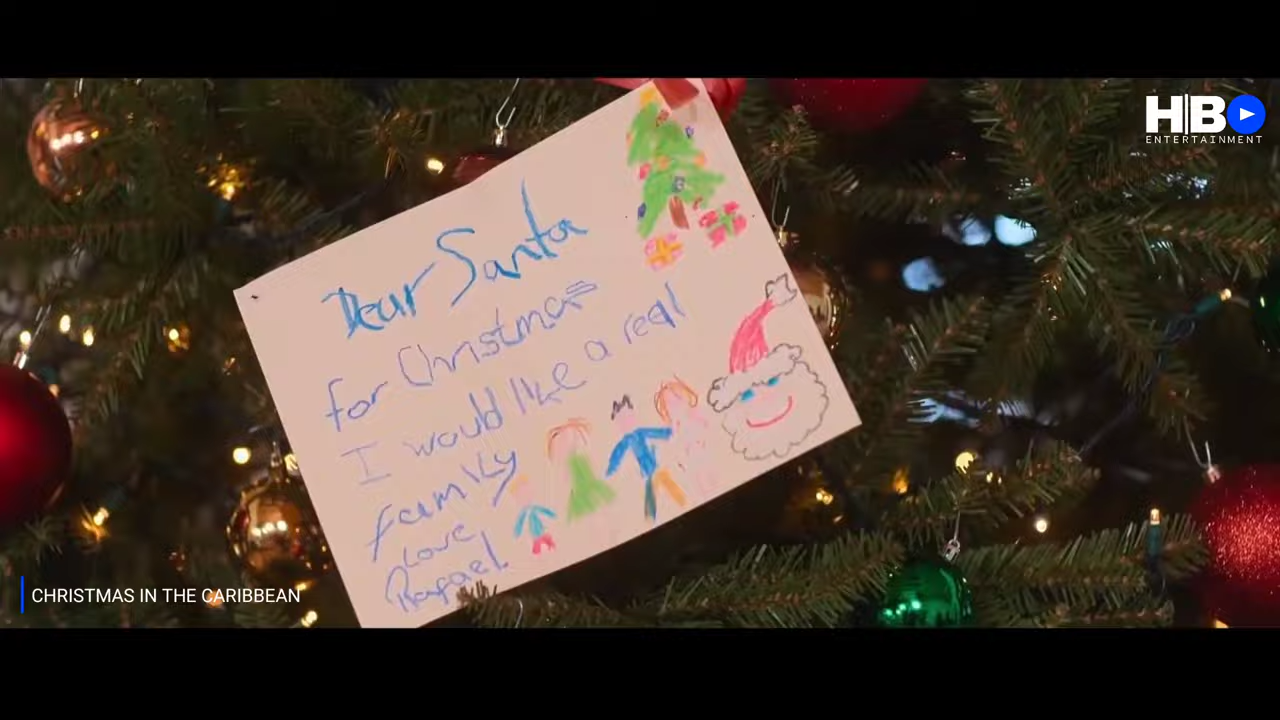 HBO
ENTERTAINMENT
Dear Santa
for Christmas
I would like a real
family
Love
Rafael
CHRISTMAS IN THE CARIBBEAN